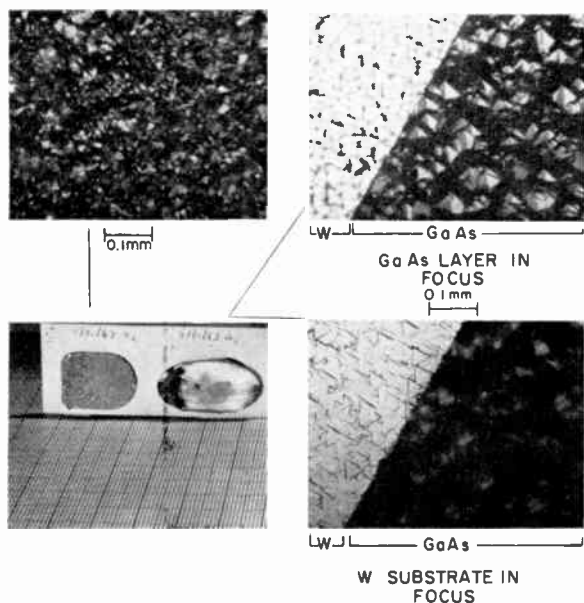 0.1mm
W
GaAs
GaAs LAYER IN
FOCUS
0.1mm
W
GaAs
W SUBSTRATE IN
FOCUS